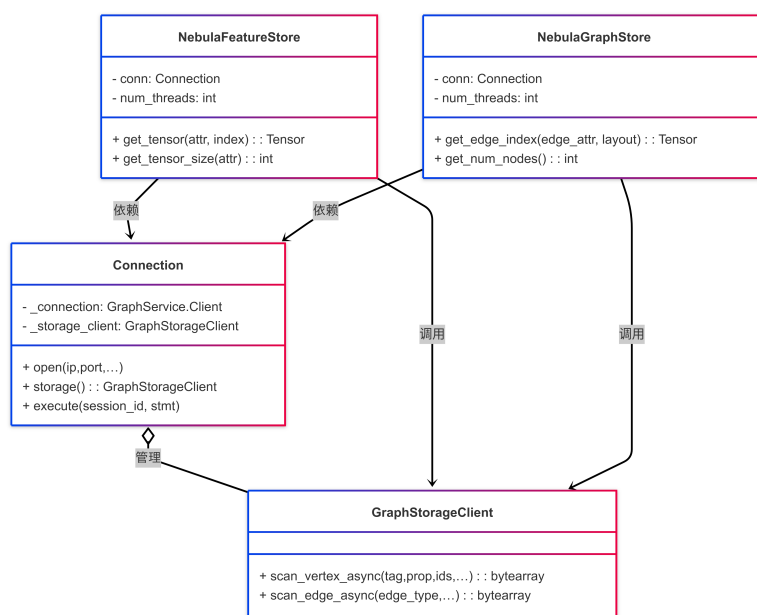 NebulaFeatureStore
- conn: Connection
- num_threads: int
+ get_tensor(attr, index) : : Tensor
+ get_tensor_size(attr) : : int
NebulaGraphStore
- conn: Connection
- num_threads: int
+ get_edge_index(edge_attr, layout) : : Tensor
+ get_num_nodes() : : int
依赖
依赖
Connection
- _connection: GraphService.Client
- _storage_client: GraphStorageClient
+ open(ip,port,…)
+ storage() : : GraphStorageClient
+ execute(session_id, stmt)
调用
调用
管理
GraphStorageClient
+ scan_vertex_async(tag,prop,ids,…) : : bytearray
+ scan_edge_async(edge_type,…) : : bytearray